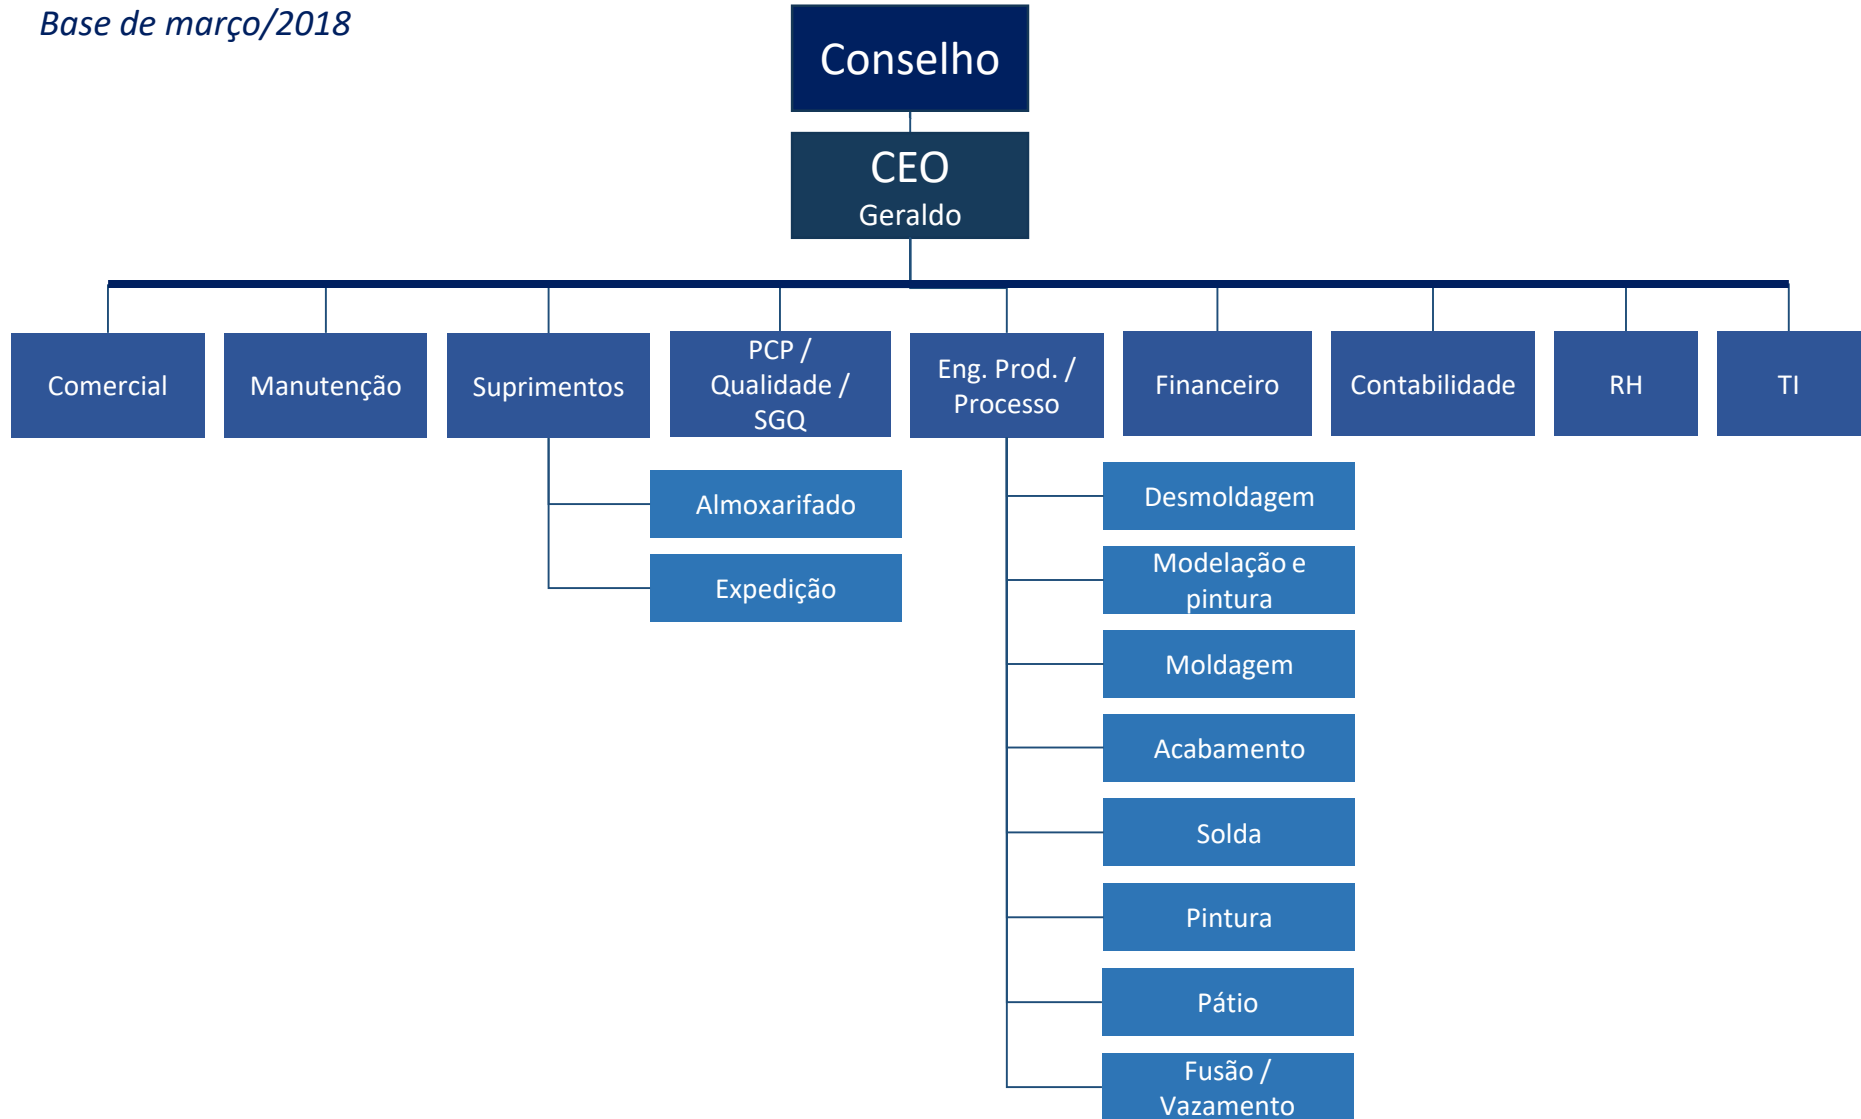 Base de março/2018
Conselho
CEO
Geraldo
Comercial
Manutenção
Suprimentos
PCP /
Qualidade /
SGQ
Eng. Prod. /
Processo
Financeiro
Contabilidade
RH
TI
Almoxarifado
Expedição
Desmoldagem
Modelação e
pintura
Moldagem
Acabamento
Solda
Pintura
Pátio
Fusão /
Vazamento